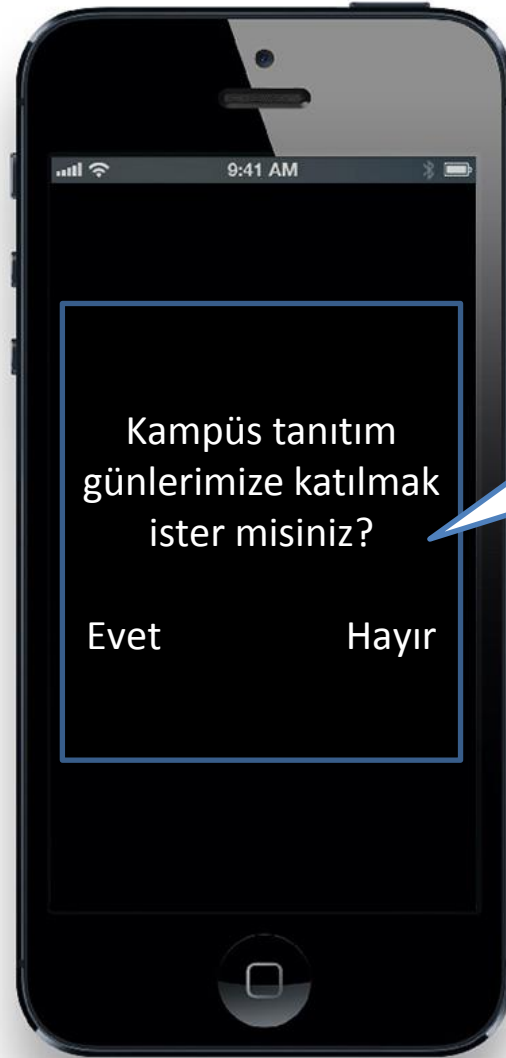 9:41 AM
Kampüs tanıtım
günlerimize katılmak
ister misiniz?
Evet Hayır